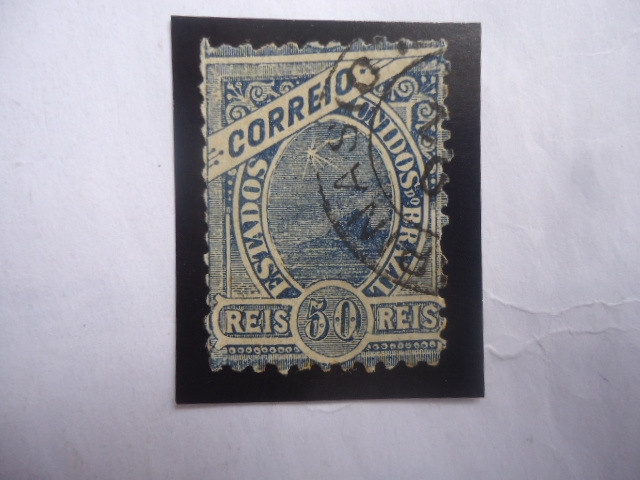 CORREIO
ESTADOS UNIDOS DO BRAZIL
REIS 50 REIS